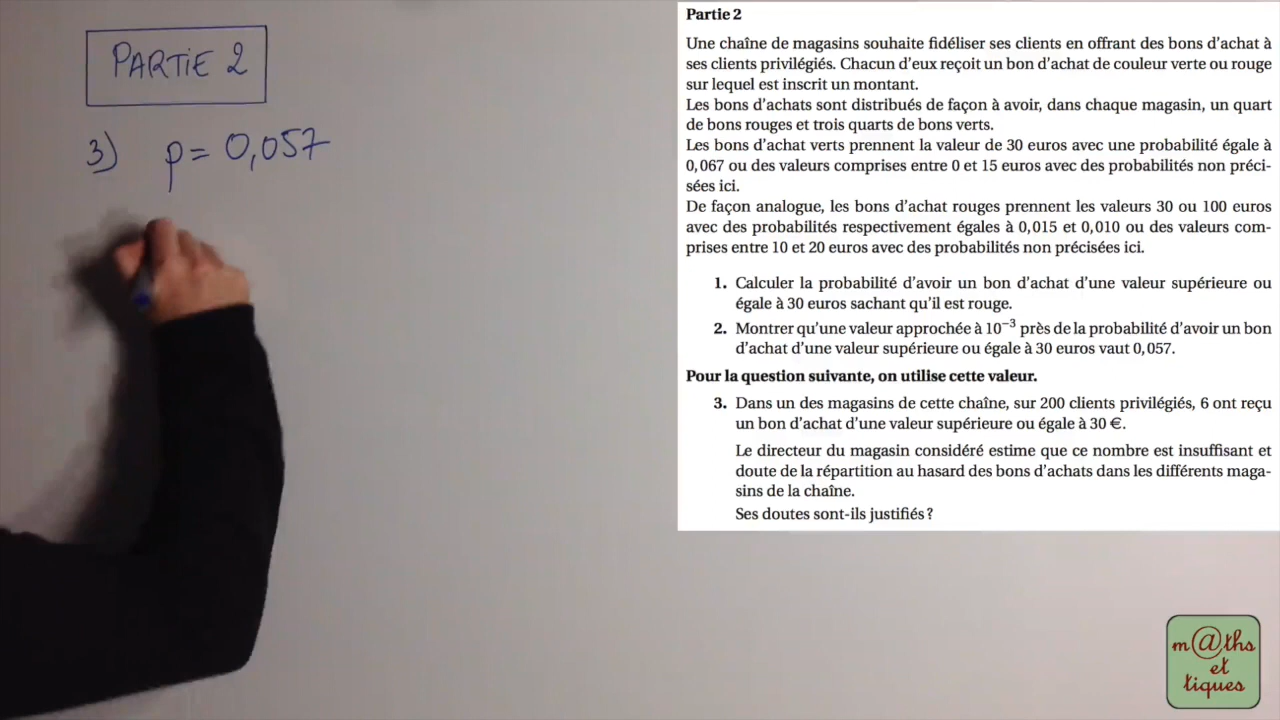 PARTIE 2
3) p = 0,057
Partie 2
Une chaîne de magasins souhaite fidéliser ses clients en offrant des bons d'achat à
ses clients privilégiés. Chacun d'eux reçoit un bon d'achat de couleur verte ou rouge
sur lequel est inscrit un montant.
Les bons d'achats sont distribués de façon à avoir, dans chaque magasin, un quart
de bons rouges et trois quarts de bons verts.
Les bons d'achat verts prennent la valeur de 30 euros avec une probabilité égale à
0,067 ou des valeurs comprises entre 0 et 15 euros avec des probabilités non préci-
sées ici.
De façon analogue, les bons d'achat rouges prennent les valeurs 30 ou 100 euros
avec des probabilités respectivement égales à 0,015 et 0,010 ou des valeurs com-
prises entre 10 et 20 euros avec des probabilités non précisées ici.
1. Calculer la probabilité d'avoir un bon d'achat d'une valeur supérieure ou
égale à 30 euros sachant qu'il est rouge.
2. Montrer qu'une valeur approchée à 10⁻³ près de la probabilité d'avoir un bon
d'achat d'une valeur supérieure ou égale à 30 euros vaut 0,057.
Pour la question suivante, on utilise cette valeur.
3. Dans un des magasins de cette chaîne, sur 200 clients privilégiés, 6 ont reçu
un bon d'achat d'une valeur supérieure ou égale à 30 €.
Le directeur du magasin considéré estime que ce nombre est insuffisant et
doute de la répartition au hasard des bons d'achats dans les différents maga-
sins de la chaîne.
Ses doutes sont-ils justifiés ?
m@ths
et
tiques